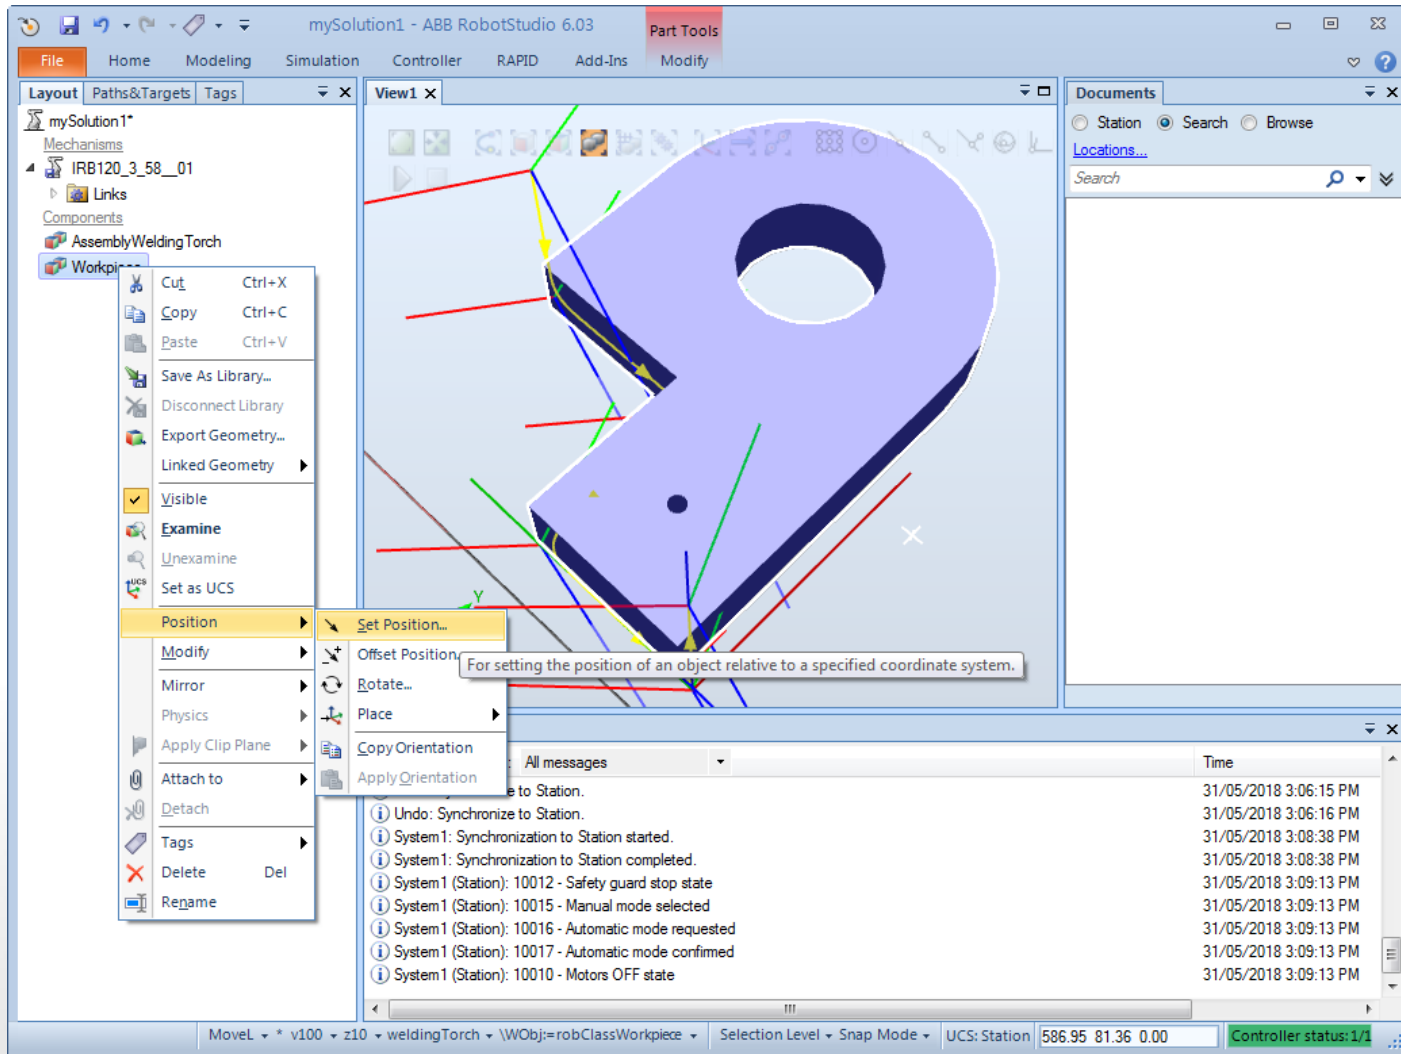 mySolution1 - ABB RobotStudio 6.03
Part Tools
File Home Modeling Simulation Controller RAPID Add-Ins Modify
Layout Paths&Targets Tags
View1
Documents
mySolution1*
Mechanisms
IRB120_3_58__01
Links
Components
AssemblyWeldingTorch
Station Search Browse
Locations...
Search
Cut Ctrl+X
Copy Ctrl+C
Paste Ctrl+V
Save As Library...
Disconnect Library
Export Geometry...
Linked Geometry
Visible
Examine
Unexamine
UCS Set as UCS
Position
Modify
Mirror
Physics
Apply Clip Plane
Attach to
Detach
Tags
Delete Del
Rename
Set Position...
Offset Position...
Rotate...
Place
Copy Orientation
Apply Orientation
Y
For setting the position of an object relative to a specified coordinate system.
: All messages
Time
to Station. 31/05/2018 3:06:15 PM
Undo: Synchronize to Station. 31/05/2018 3:06:16 PM
System1: Synchronization to Station started. 31/05/2018 3:08:38 PM
System1: Synchronization to Station completed. 31/05/2018 3:08:38 PM
System1 (Station): 10012 - Safety guard stop state 31/05/2018 3:09:13 PM
System1 (Station): 10015 - Manual mode selected 31/05/2018 3:09:13 PM
System1 (Station): 10016 - Automatic mode requested 31/05/2018 3:09:13 PM
System1 (Station): 10017 - Automatic mode confirmed 31/05/2018 3:09:13 PM
System1 (Station): 10010 - Motors OFF state 31/05/2018 3:09:13 PM
MoveL * v100 z10 weldingTorch \WObj:=robClassWorkpiece Selection Level Snap Mode UCS: Station 586.95 81.36 0.00 Controller status: 1/1